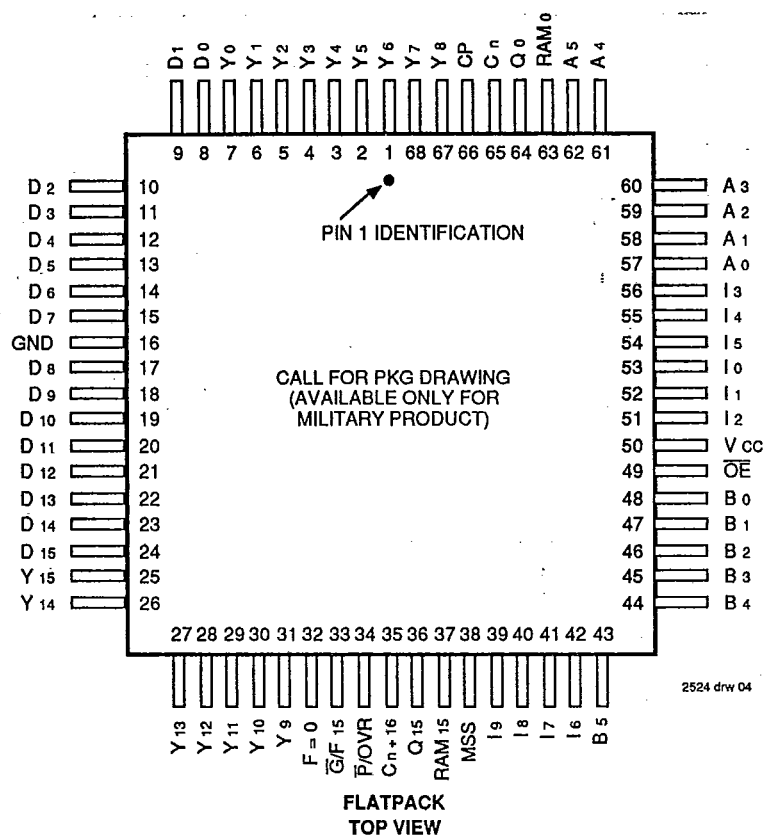 D1 D0 Y0 Y1 Y2 Y3 Y4 Y5 Y6 Y7 Y8 CP Cn Q0 RAM0 A5 A4
9 8 7 6 5 4 3 2 1 68 67 66 65 64 63 62 61
D2 10 60 A3
D3 11 59 A2
PIN 1 IDENTIFICATION
D4 12 58 A1
D5 13 57 A0
D6 14 56 I3
D7 15 55 I4
GND 16 54 I5
D8 17 53 I0
CALL FOR PKG DRAWING
(AVAILABLE ONLY FOR
MILITARY PRODUCT)
D9 18 52 I1
D10 19 51 I2
D11 20 50 VCC
D12 21 49 O̅E̅
D13 22 48 B0
D14 23 47 B1
D15 24 46 B2
Y15 25 45 B3
Y14 26 44 B4
27 28 29 30 31 32 33 34 35 36 37 38 39 40 41 42 43
Y13 Y12 Y11 Y10 Y9 F=0 G̅/F15 P̅/OVR Cn+16 Q15 RAM15 MSS I9 I8 I7 I6 B5
2524 drw 04
FLATPACK
TOP VIEW